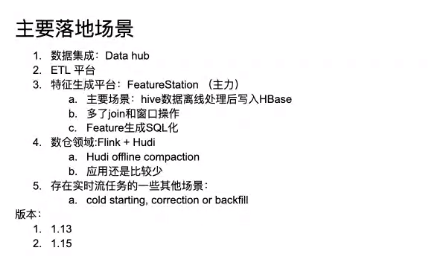 主要落地场景
1. 数据集成：Data hub
2. ETL 平台
3. 特征生成平台：FeatureStation （主力）
a. 主要场景：hive数据离线处理后写入HBase
b. 多了join和窗口操作
c. Feature生成SQL化
4. 数仓领域:Flink + Hudi
a. Hudi offline compaction
b. 应用还是比较少
5. 存在实时流任务的一些其他场景：
a. cold starting, correction or backfill
版本：
1. 1.13
2. 1.15